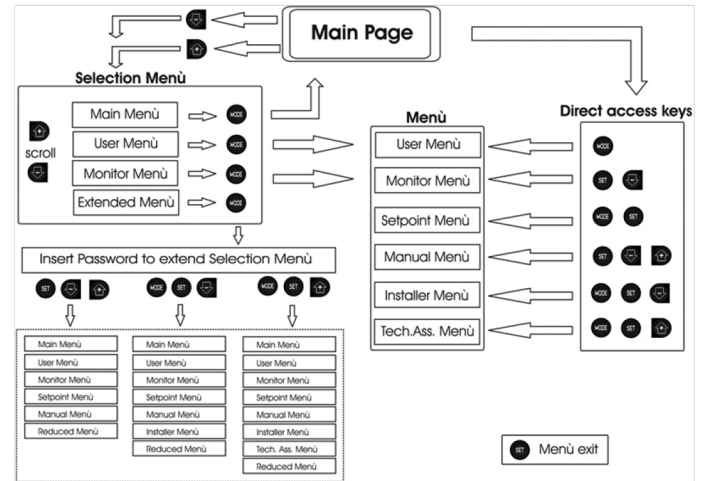 Main Page
Selection Menù
Main Menù
MODE
User Menù
MODE
scroll
Monitor Menù
MODE
Extended Menù
MODE
Menù
User Menù
Monitor Menù
Setpoint Menù
Manual Menù
Installer Menù
Tech.Ass. Menù
Direct access keys
MODE
SET
MODE SET
SET
MODE SET
MODE SET
Insert Password to extend Selection Menù
SET
MODE SET
MODE SET
Main Menù
User Menù
Monitor Menù
Setpoint Menù
Manual Menù
Reduced Menù
Main Menù
User Menù
Monitor Menù
Setpoint Menù
Manual Menù
Installer Menù
Reduced Menù
Main Menù
User Menù
Monitor Menù
Setpoint Menù
Manual Menù
Installer Menù
Tech. Ass. Menù
Reduced Menù
SET Menù exit